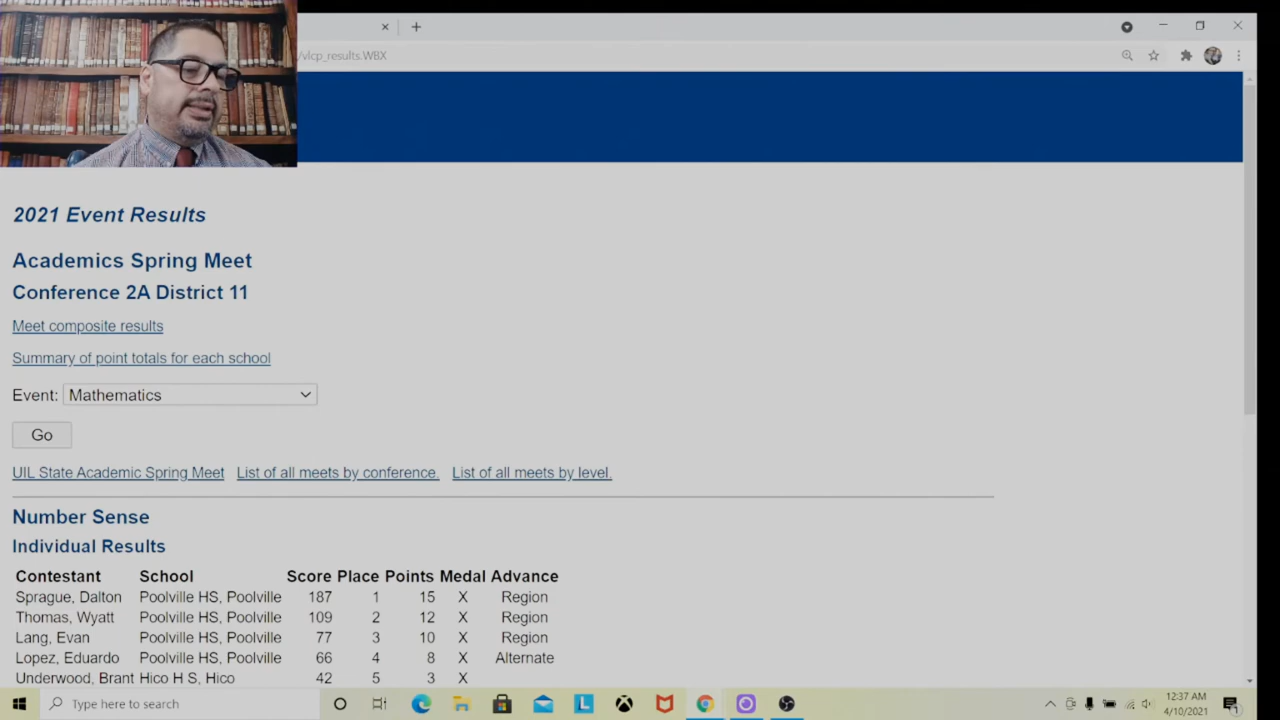 /vlcp_results.WBX
2021 Event Results
Academics Spring Meet
Conference 2A District 11
Meet composite results
Summary of point totals for each school
Event: Mathematics
Go
UIL State Academic Spring Meet List of all meets by conference. List of all meets by level.
Number Sense
Individual Results
Contestant School Score Place Points Medal Advance
Sprague, Dalton Poolville HS, Poolville 187 1 15 X Region
Thomas, Wyatt Poolville HS, Poolville 109 2 12 X Region
Lang, Evan Poolville HS, Poolville 77 3 10 X Region
Lopez, Eduardo Poolville HS, Poolville 66 4 8 X Alternate
Underwood, Brant Hico H S, Hico 42 5 3 X
Type here to search
L
12:37 AM
4/10/2021
1